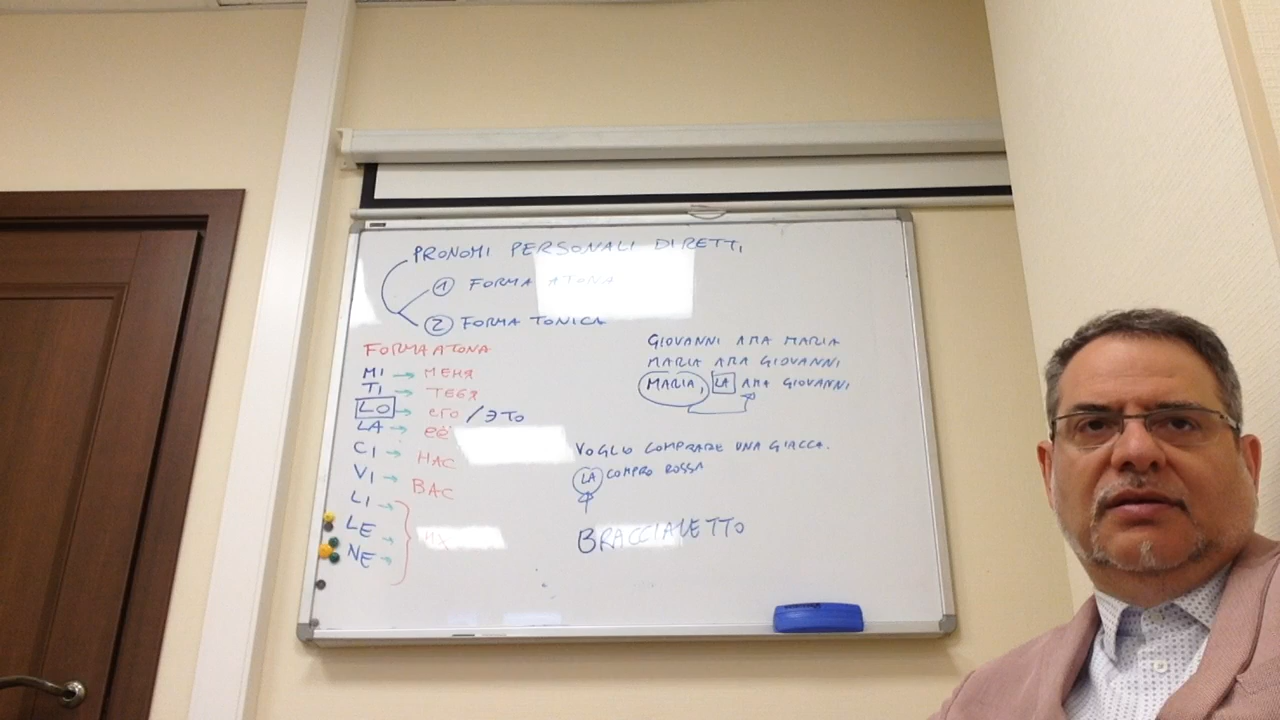 PRONOMI PERSONALI DIRETTI
1 FORMA ATONA
2 FORMA TONICA
FORMA ATONA
MI → МЕНЯ
TI → ТЕБЯ
LO → его / ЭТО
LA → её
CI → НАС
VI → ВАС
LI →
LE →
NE →
ИХ
GIOVANNI AMA MARIA
MARIA AMA GIOVANNI
MARIA, LA AMA GIOVANNI
VOGLIO COMPRARE UNA GIACCA.
LA COMPRO ROSSA
BRACCIALETTO